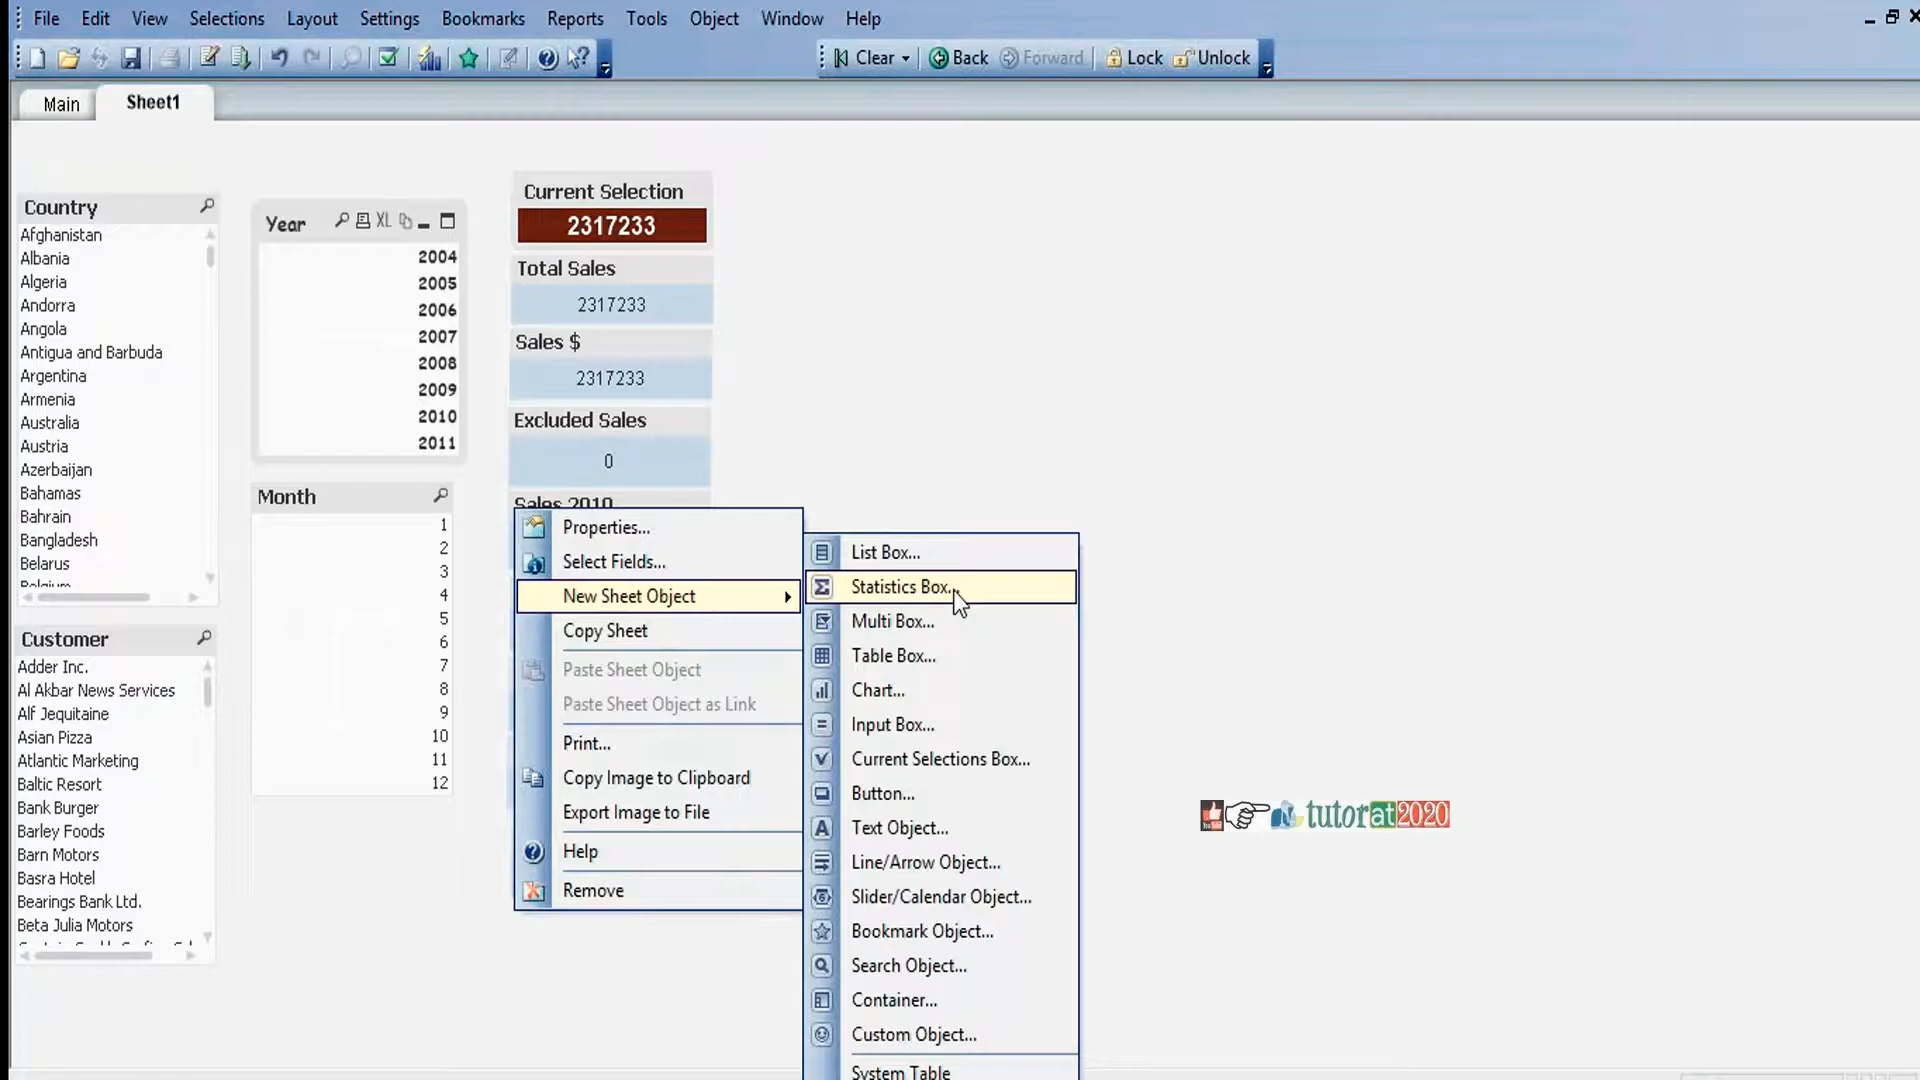 File Edit View Selections Layout Settings Bookmarks Reports Tools Object Window Help
Clear Back Forward Lock Unlock
Main Sheet1
Country
Afghanistan
Albania
Algeria
Andorra
Angola
Antigua and Barbuda
Argentina
Armenia
Australia
Austria
Azerbaijan
Bahamas
Bahrain
Bangladesh
Belarus
Belgium
Customer
Adder Inc.
Al Akbar News Services
Alf Jequitaine
Asian Pizza
Atlantic Marketing
Baltic Resort
Bank Burger
Barley Foods
Barn Motors
Basra Hotel
Bearings Bank Ltd.
Beta Julia Motors
Year XL
2004
2005
2006
2007
2008
2009
2010
2011
Month
1
2
3
4
5
6
7
8
9
10
11
12
Current Selection
2317233
Total Sales
2317233
Sales $
2317233
Excluded Sales
0
Sales 2010
Properties...
Select Fields...
New Sheet Object
Copy Sheet
Paste Sheet Object
Paste Sheet Object as Link
Print...
Copy Image to Clipboard
Export Image to File
Help
Remove
List Box...
Statistics Box...
Multi Box...
Table Box...
Chart...
Input Box...
Current Selections Box...
Button...
Text Object...
Line/Arrow Object...
Slider/Calendar Object...
Bookmark Object...
Search Object...
Container...
Custom Object...
System Table
tutorat2020